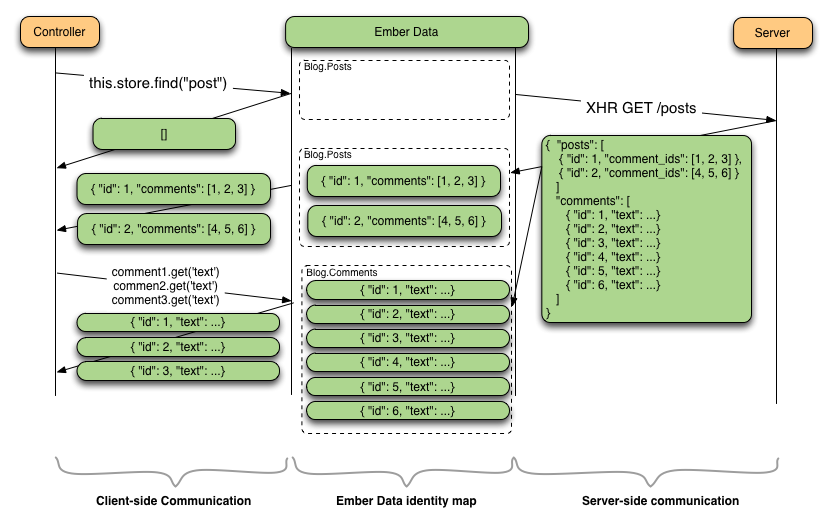 Controller
Ember Data
Server
this.store.find("post")
Blog.Posts
XHR GET /posts
[]
Blog.Posts
{ "id": 1, "comments": [1, 2, 3] }
{ "id": 2, "comments": [4, 5, 6] }
{ "id": 1, "comments": [1, 2, 3] }
{ "id": 2, "comments": [4, 5, 6] }
{ "posts": [
{ "id": 1, "comment_ids": [1, 2, 3] },
{ "id": 2, "comment_ids": [4, 5, 6] }
]
"comments": [
{ "id": 1, "text": ...}
{ "id": 2, "text": ...}
{ "id": 3, "text": ...}
{ "id": 4, "text": ...}
{ "id": 5, "text": ...}
{ "id": 6, "text": ...}
]
}
comment1.get('text')
commen2.get('text')
comment3.get('text')
{ "id": 1, "text": ...}
{ "id": 2, "text": ...}
{ "id": 3, "text": ...}
Blog.Comments
{ "id": 1, "text": ...}
{ "id": 2, "text": ...}
{ "id": 3, "text": ...}
{ "id": 4, "text": ...}
{ "id": 5, "text": ...}
{ "id": 6, "text": ...}
Client-side Communication
Ember Data identity map
Server-side communication